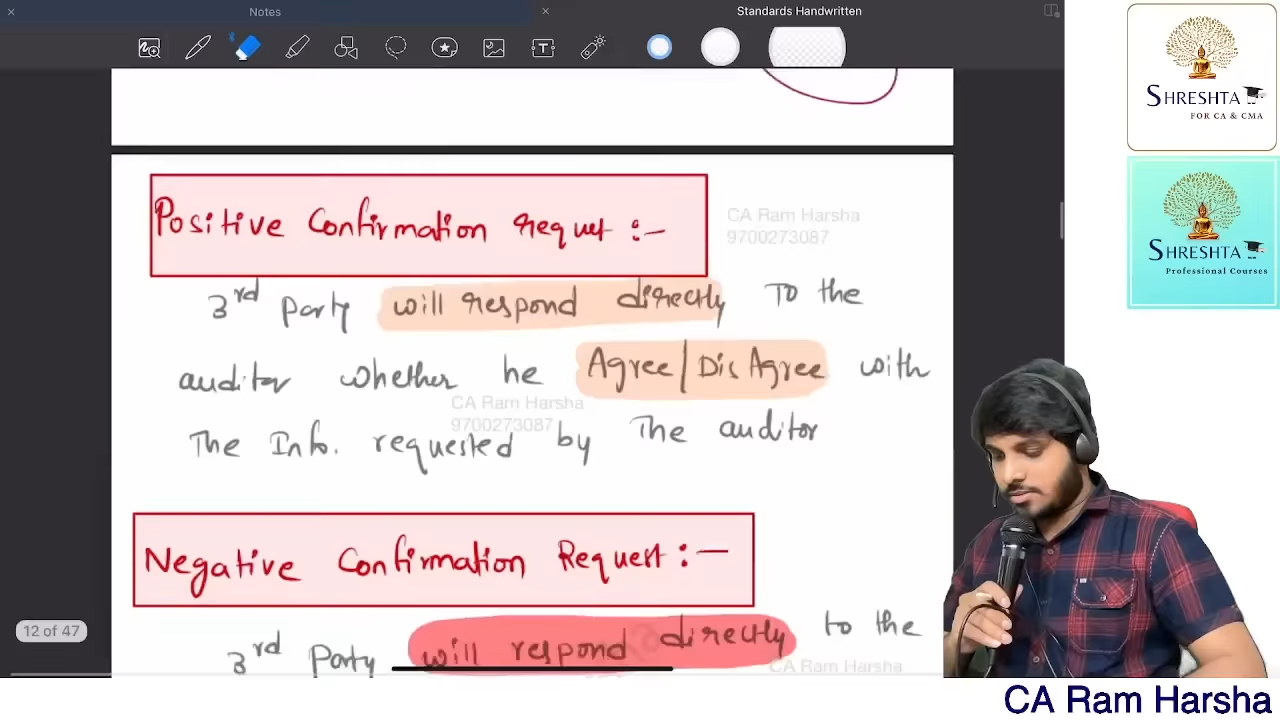 Notes
Standards Handwritten
SHRESHTA
FOR CA & CMA
SHRESHTA
Professional Courses
Positive Confirmation Request :-
CA Ram Harsha
9700273087
3rd Party will respond directly To the
auditor whether he Agree/DisAgree with
CA Ram Harsha
9700273087
The Info. requested by The auditor
Negative Confirmation Request :-
3rd Party will respond directly to the
CA Ram Harsha
12 of 47
CA Ram Harsha